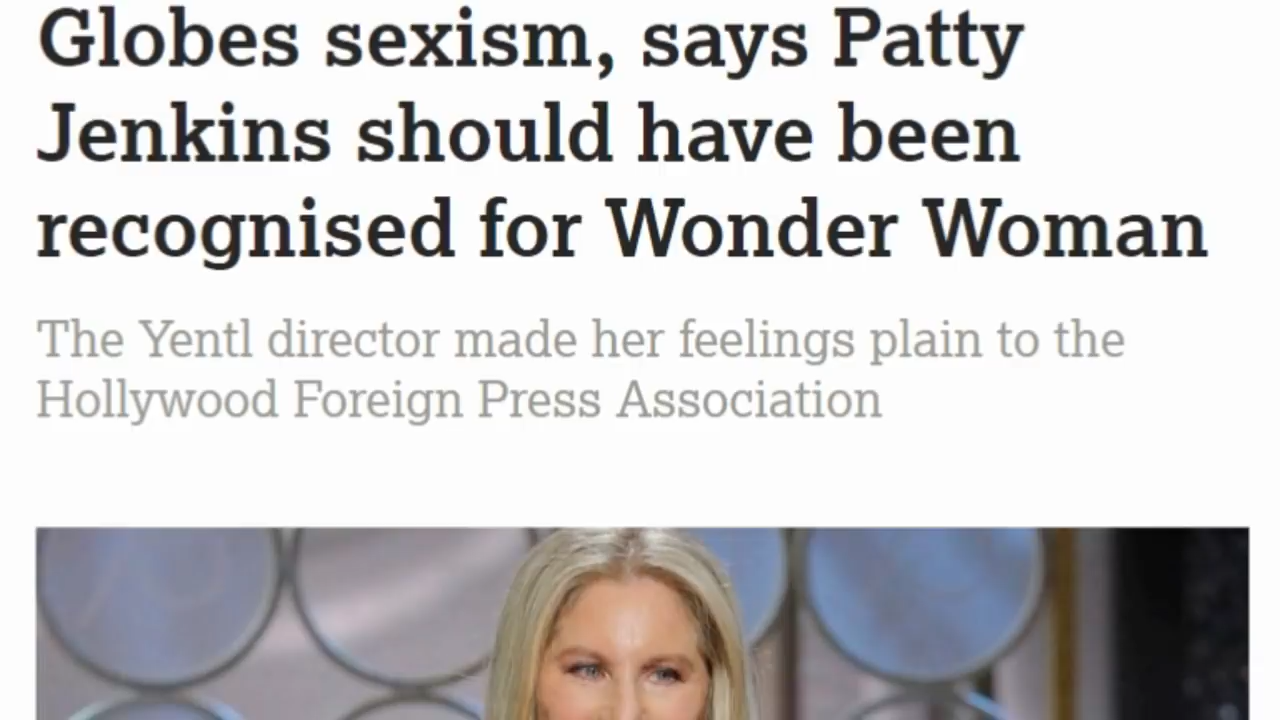 Globes sexism, says Patty
Jenkins should have been
recognised for Wonder Woman
The Yentl director made her feelings plain to the
Hollywood Foreign Press Association